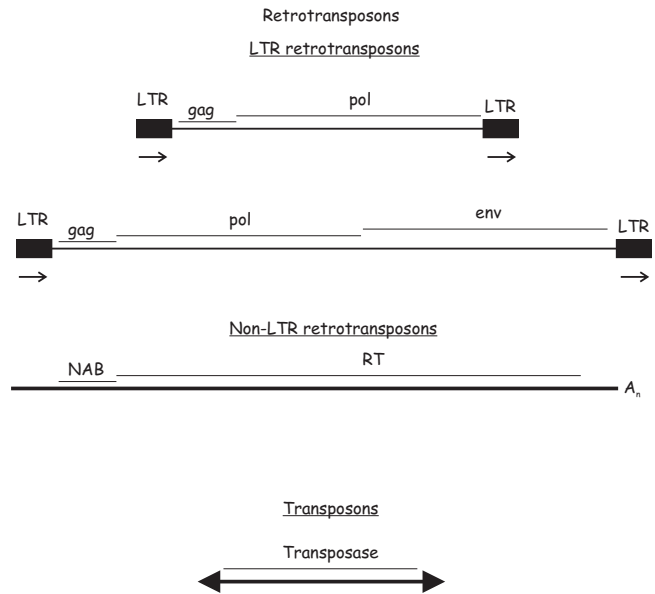 Retrotransposons
LTR retrotransposons
LTR gag pol LTR
LTR gag pol env LTR
Non-LTR retrotransposons
NAB RT
An
Transposons
Transposase